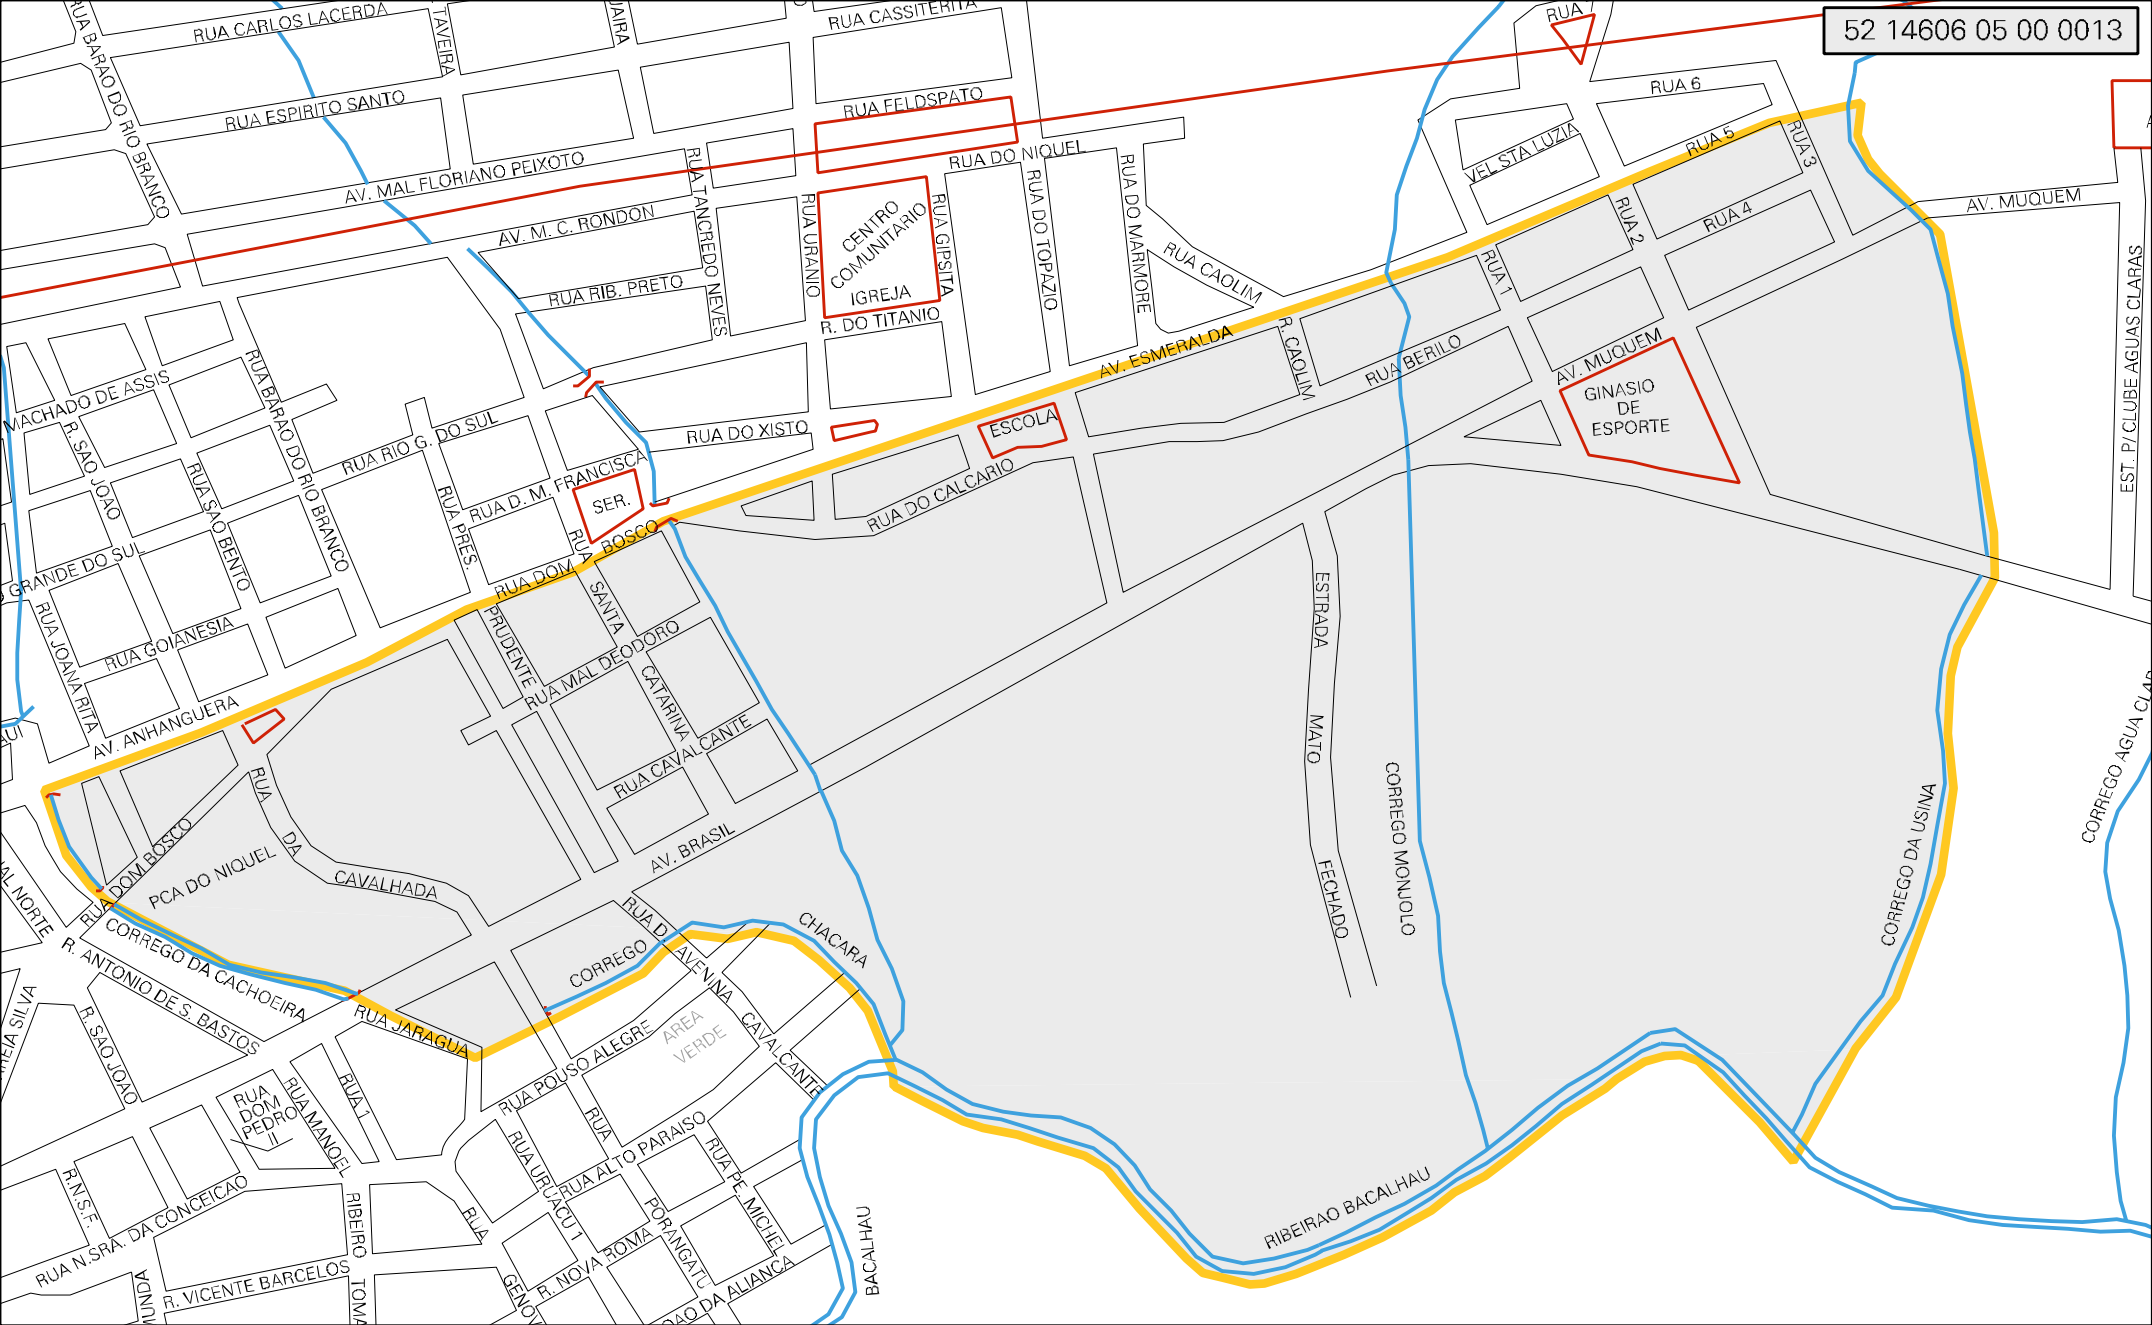 RUA CARLOS LACERDA
RUA CASSITERITA
RUA
52 14606 05 00 0013
TAVEIRA
RUA BARAO DO RIO BRANCO
RUA ESPIRITO SANTO
RUA FELDSPATO
RUA 6
RUA 5
RUA 3
AV. MAL FLORIANO PEIXOTO
RUA DO NIQUEL
VEL STA LUZIA
AV. MUQUEM
AV. M. C. RONDON
RUA TANCREDO NEVES
RUA URANIO
CENTRO
COMUNITARIO
IGREJA
RUA GIPSITA
RUA DO TOPAZIO
RUA DO MARMORE
RUA CAOLIM
RUA 2
RUA 4
RUA 1
RUA RIB. PRETO
R. DO TITANIO
AV. ESMERALDA
R. CAOLIM
RUA BERILO
AV. MUQUEM
GINASIO
DE
ESPORTE
EST. P/ CLUBE AGUAS CLARAS
MACHADO DE ASSIS
RUA BARAO DO RIO BRANCO
R. SAO JOAO
RUA SAO BENTO
RUA RIO G. DO SUL
RUA DO XISTO
ESCOLA
RUA DO CALCARIO
RUA D. M. FRANCISCA
SER.
RUA PRES.
PRUDENTE
RUA
SANTA
CATARINA
RUA DOM
BOSCO
GRANDE DO SUL
RUA JOANA RITA
RUA GOIANESIA
AV. ANHANGUERA
RUA MAL DEODORO
RUA CAVALCANTE
AV. BRASIL
ESTRADA
MATO
FECHADO
CORREGO MONJOLO
CORREGO DA USINA
RUA
DA
CAVALHADA
RUA DOM BOSCO
PCA DO NIQUEL
CORREGO DA CACHOEIRA
R. ANTONIO DE S. BASTOS
RUA JARAGUA
CORREGO
CHACARA
RUA D.
AVENINA
CAVALCANTE
RUA POUSO ALEGRE
AREA
VERDE
R. SAO JOAO
RUA
DOM
PEDRO
II
RUA MANOEL
RIBEIRO
RUA 1
RUA URUACU 1
RUA
PORANGATU
RUA ALTO PARAISO
RUA PE. MICHEL
R.N.S.F.
RUA N.SRA. DA CONCEICAO
R. VICENTE BARCELOS
RUA
R. NOVA ROMA
BACALHAU
RIBEIRAO BACALHAU